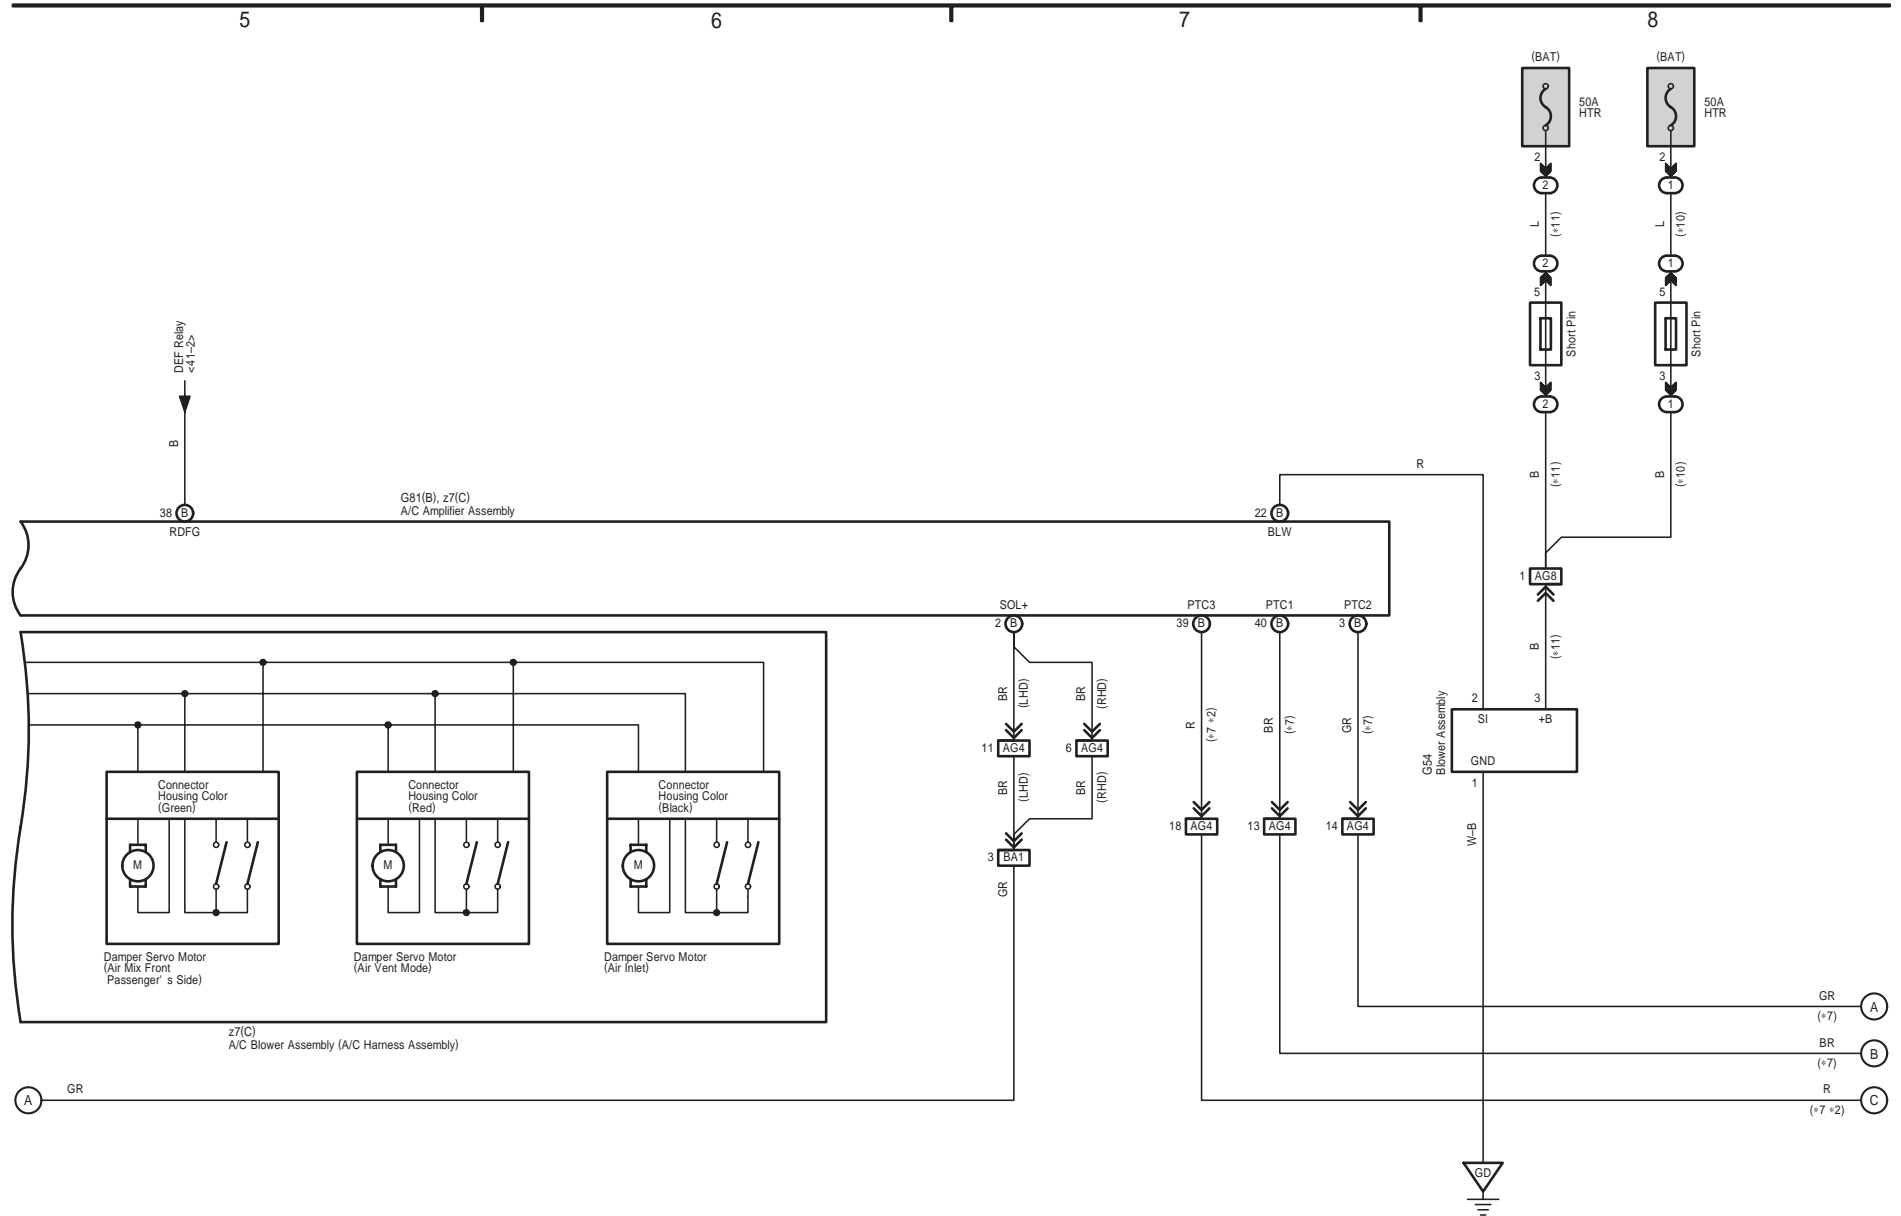 5
6
7
8
(BAT)
(BAT)
50A
HTR
50A
HTR
2
2
2
1
L
(*11)
L
(*10)
2
1
5
5
Short Pin
Short Pin
3
3
2
1
DEF Relay
<41–2>
B
B
(*11)
B
(*10)
R
G81(B), z7(C)
A/C Amplifier Assembly
38 B
RDFG
22 B
BLW
1 AG8
SOL+
PTC3
PTC1
PTC2
2 B
39 B
40 B
3 B
B
(*11)
BR
(LHD)
BR
(RHD)
R
(*7 *2)
BR
(*7)
GR
(*7)
2
3
SI
+B
GND
G54
Blower Assembly
1
11 AG4
6 AG4
BR
(LHD)
BR
(RHD)
18 AG4
13 AG4
14 AG4
W–B
3 BA1
GR
Connector
Housing Color
(Green)
Connector
Housing Color
(Red)
Connector
Housing Color
(Black)
M
M
M
Damper Servo Motor
(Air Mix Front
Passenger' s Side)
Damper Servo Motor
(Air Vent Mode)
Damper Servo Motor
(Air Inlet)
z7(C)
A/C Blower Assembly (A/C Harness Assembly)
GR
(*7)
A
BR
(*7)
B
A
GR
R
(*7 *2)
C
GD